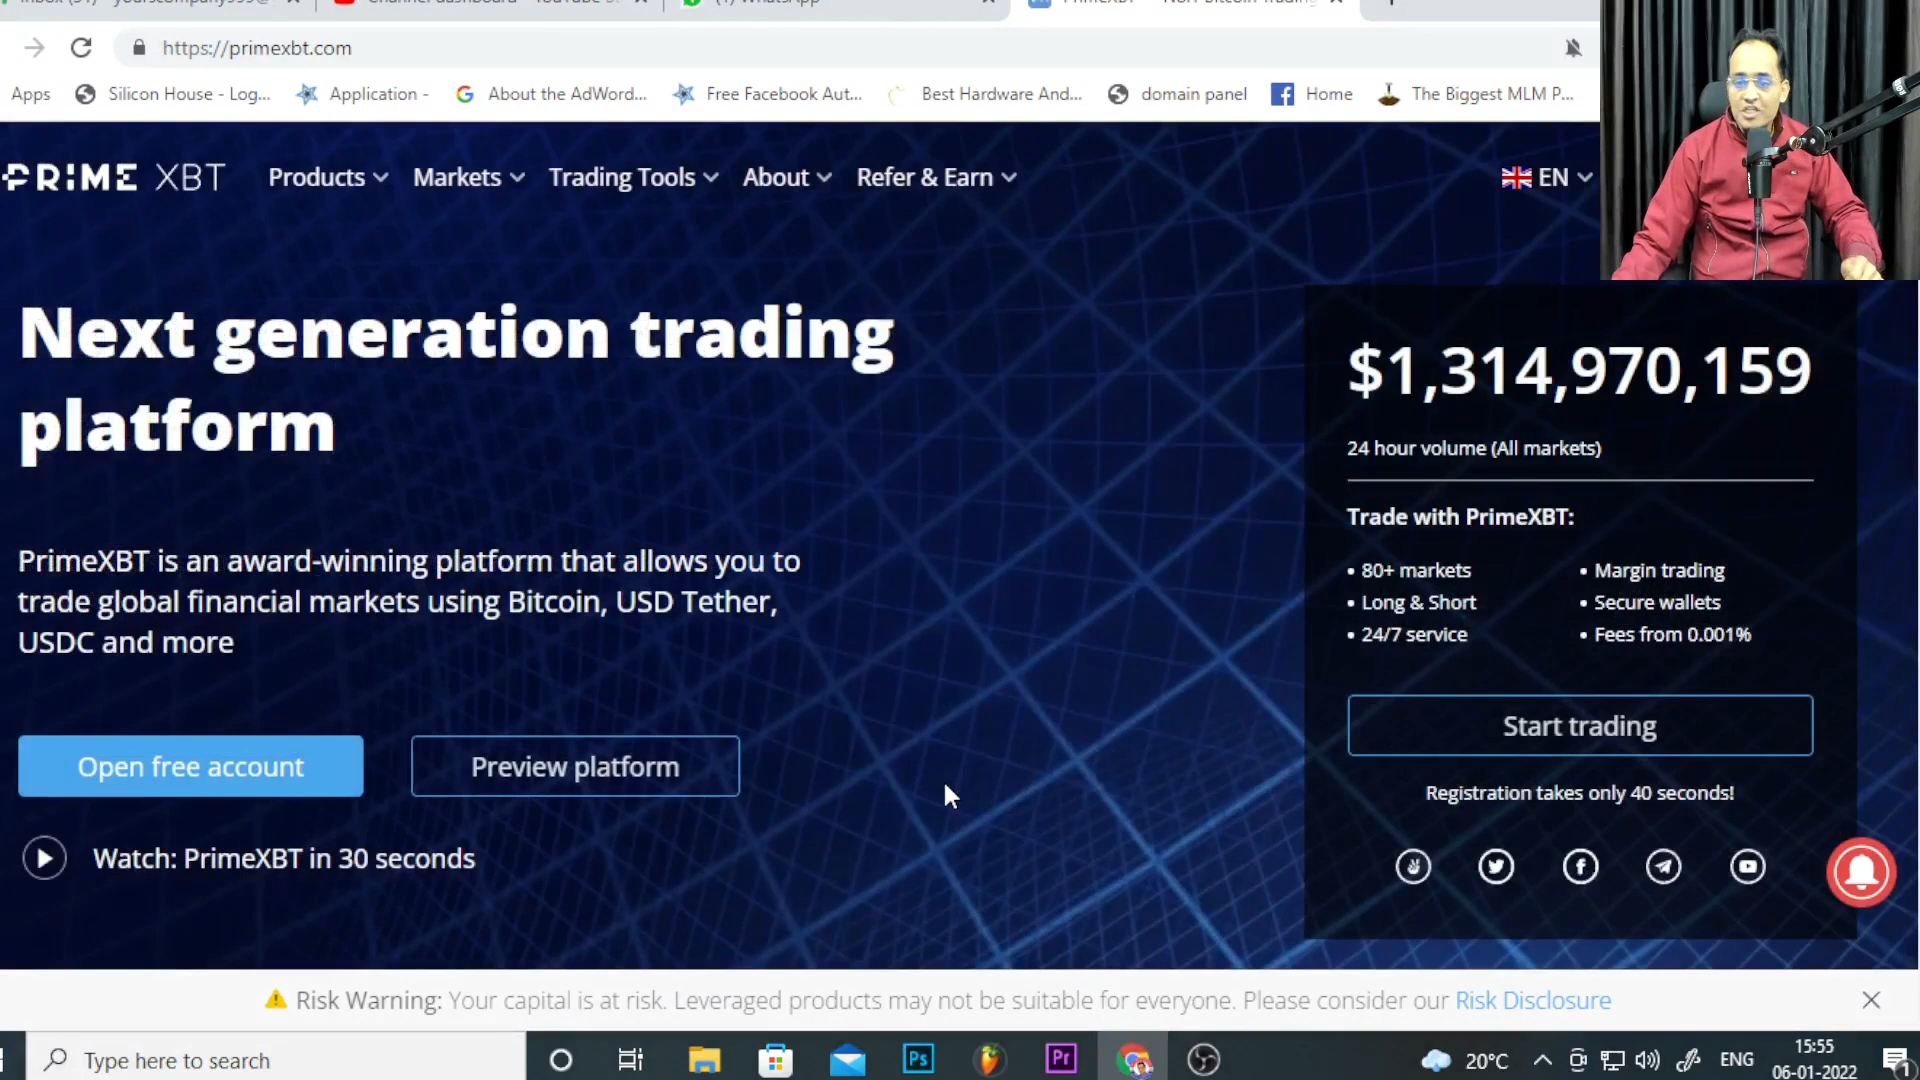 https://primexbt.com
Apps Silicon House - Log... Application - About the AdWord... Free Facebook Aut... Best Hardware And... domain panel Home The Biggest MLM P...
PRIME XBT Products Markets Trading Tools About Refer & Earn EN
Next generation trading
platform
PrimeXBT is an award-winning platform that allows you to
trade global financial markets using Bitcoin, USD Tether,
USDC and more
Open free account Preview platform
Watch: PrimeXBT in 30 seconds
$1,314,970,159
24 hour volume (All markets)
Trade with PrimeXBT:
• 80+ markets • Margin trading
• Long & Short • Secure wallets
• 24/7 service • Fees from 0.001%
Start trading
Registration takes only 40 seconds!
Risk Warning: Your capital is at risk. Leveraged products may not be suitable for everyone. Please consider our Risk Disclosure
Type here to search Ps Pr 20°C ENG 15:55
06-01-2022 1